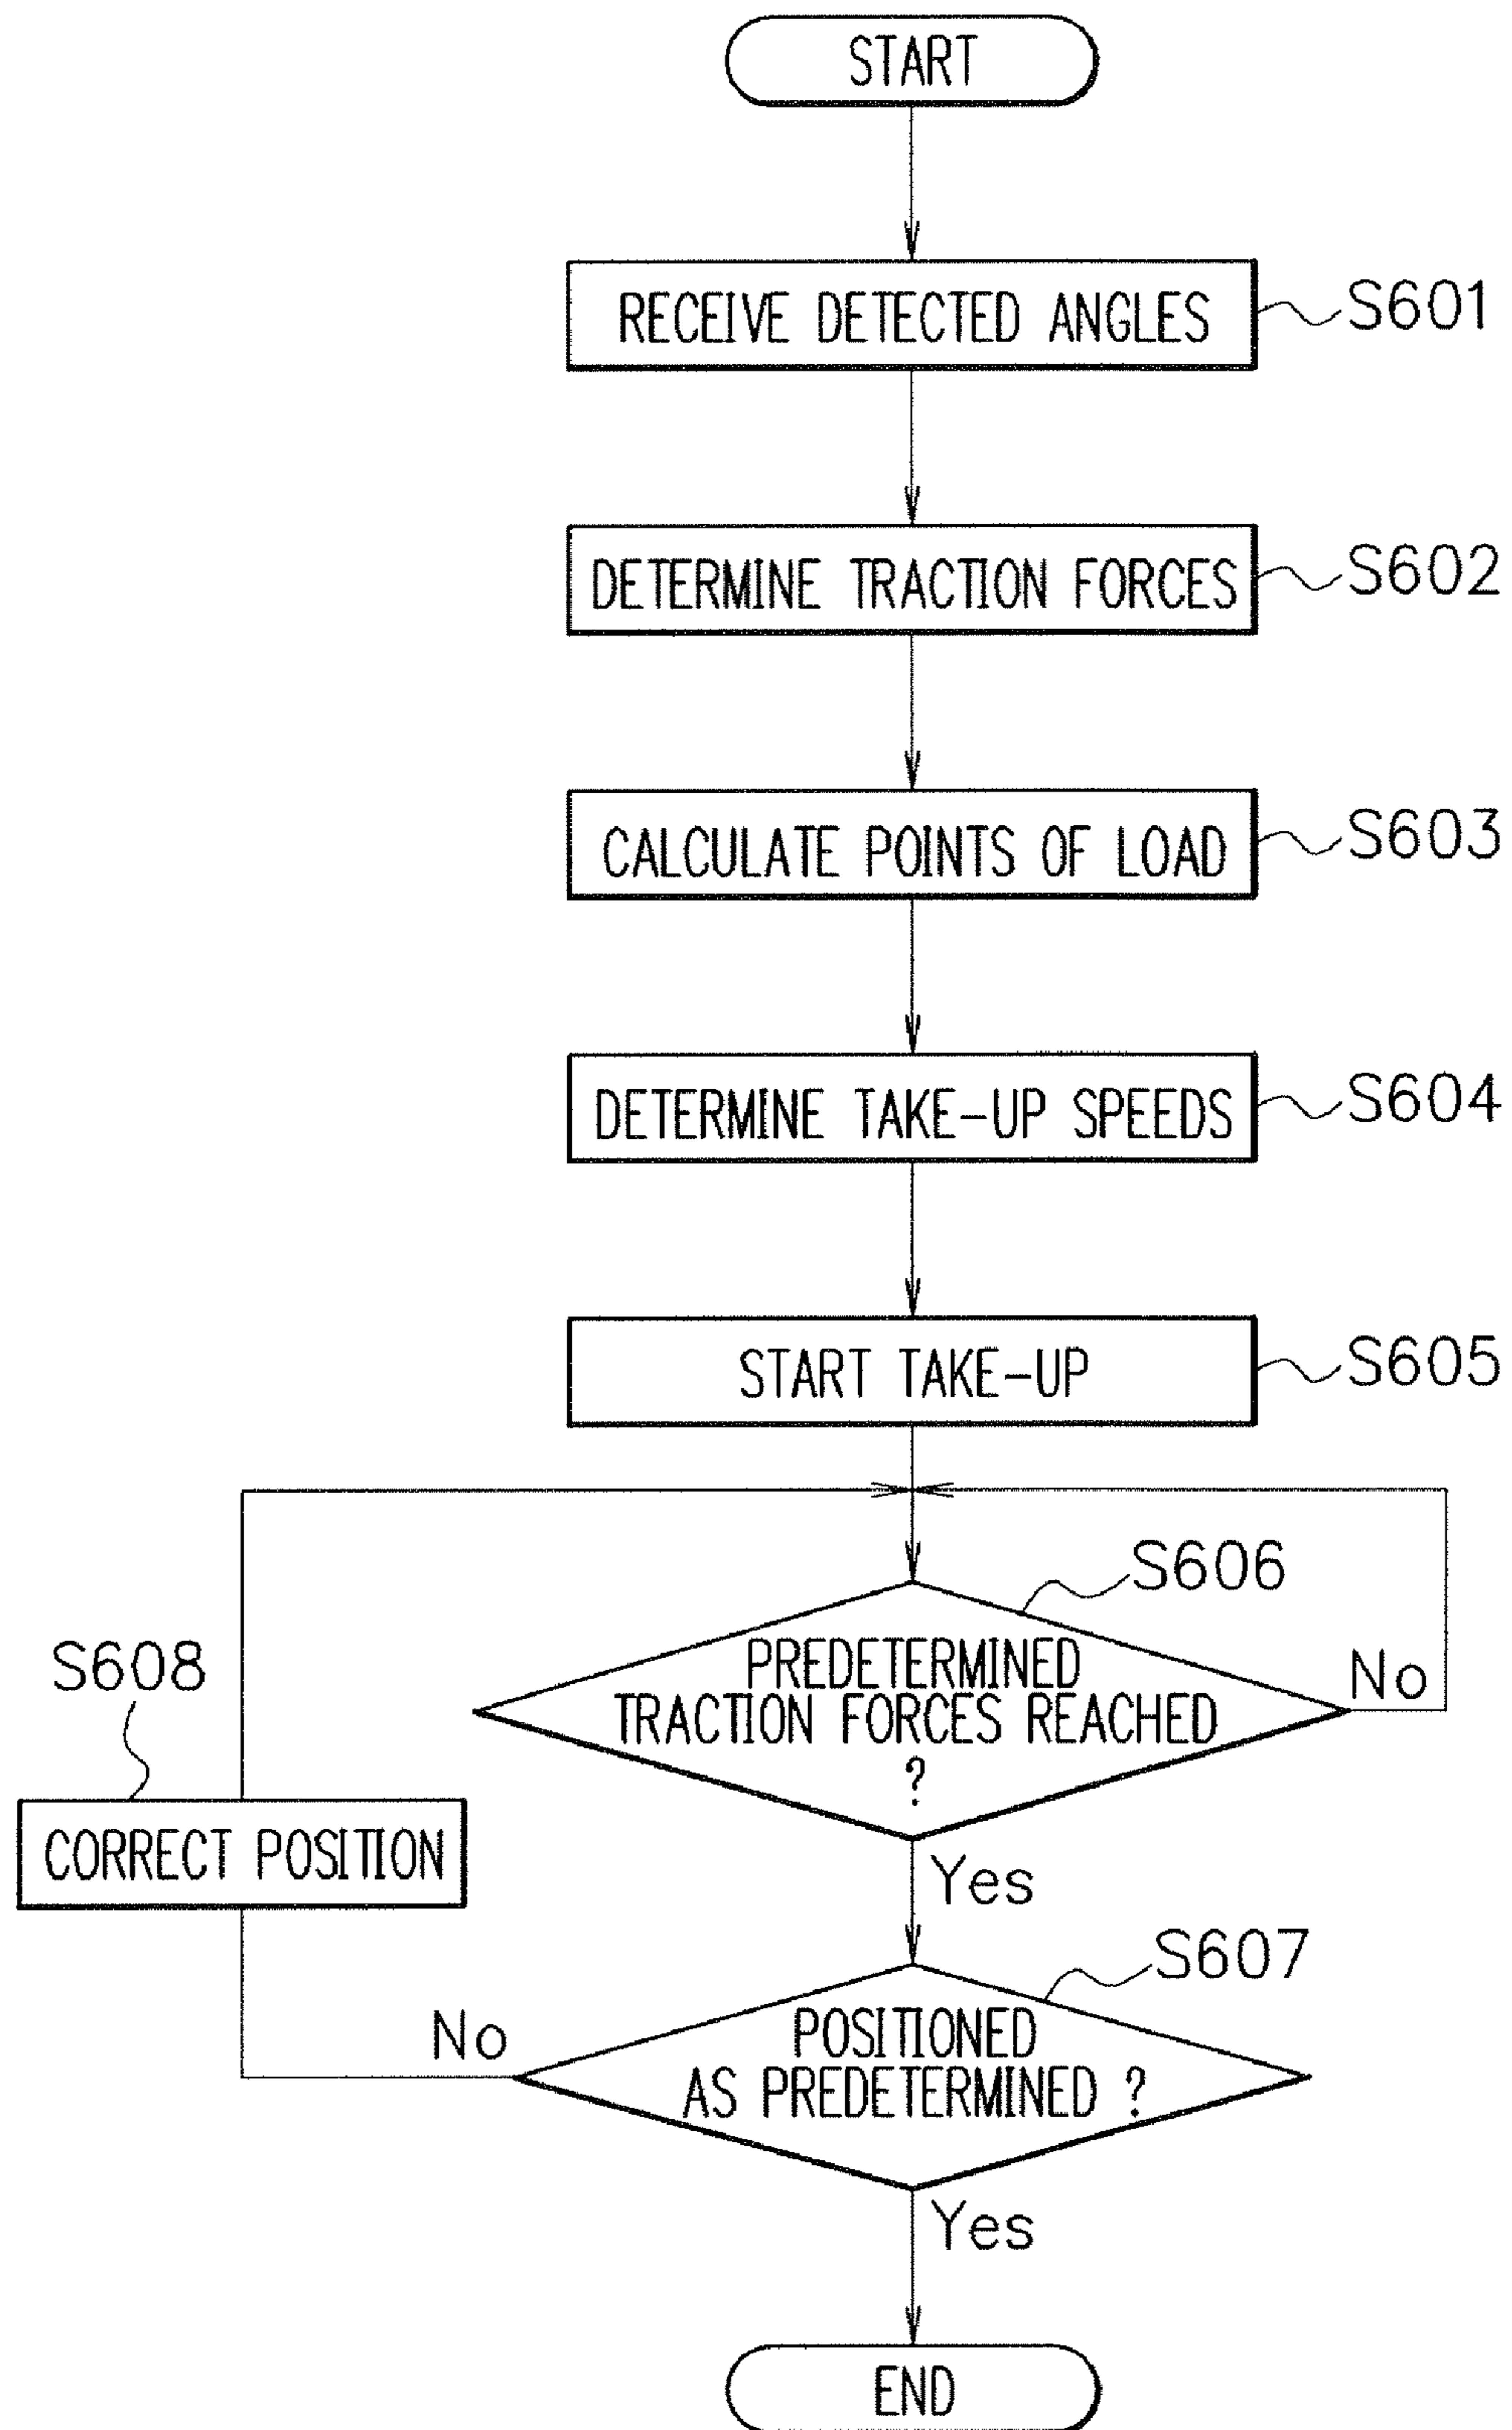 START
RECEIVE DETECTED ANGLES
S601
DETERMINE TRACTION FORCES
S602
CALCULATE POINTS OF LOAD
S603
DETERMINE TAKE-UP SPEEDS
S604
START TAKE-UP
S605
S606
PREDETERMINED
TRACTION FORCES REACHED
?
No
S608
CORRECT POSITION
Yes
S607
POSITIONED
AS PREDETERMINED ?
No
Yes
END